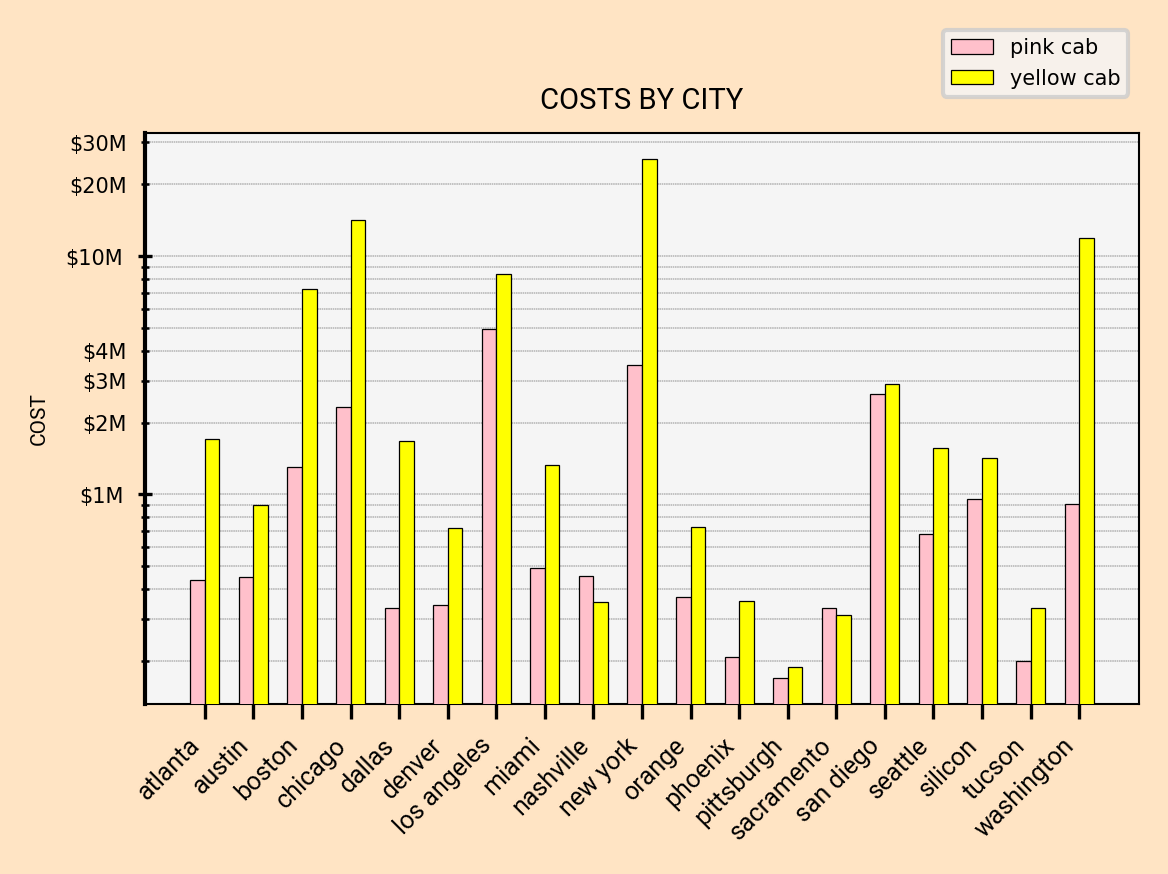 pink cab
yellow cab
COSTS BY CITY
$30M
$20M
$10M
$4M
$3M
$2M
$1M
COST
atlanta
austin
boston
chicago
dallas
denver
los angeles
miami
nashville
new york
orange
phoenix
pittsburgh
sacramento
san diego
seattle
silicon
tucson
washington